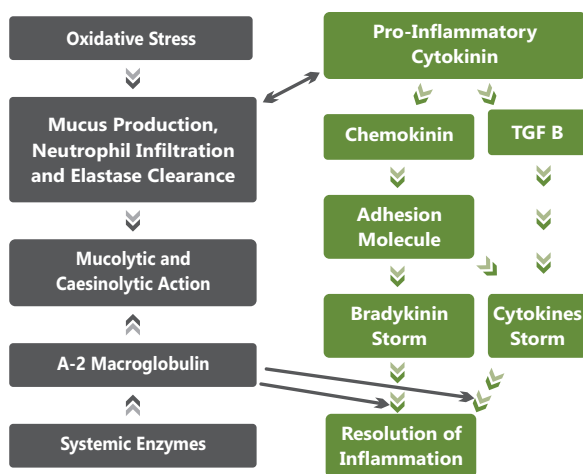 Oxidative Stress
Mucus Production,
Neutrophil Infiltration
and Elastase Clearance
Mucolytic and
Caesinolytic Action
A-2 Macroglobulin
Systemic Enzymes
Pro-Inflammatory
Cytokinin
Chemokinin
TGF B
Adhesion
Molecule
Bradykinin
Storm
Cytokines
Storm
Resolution of
Inflammation